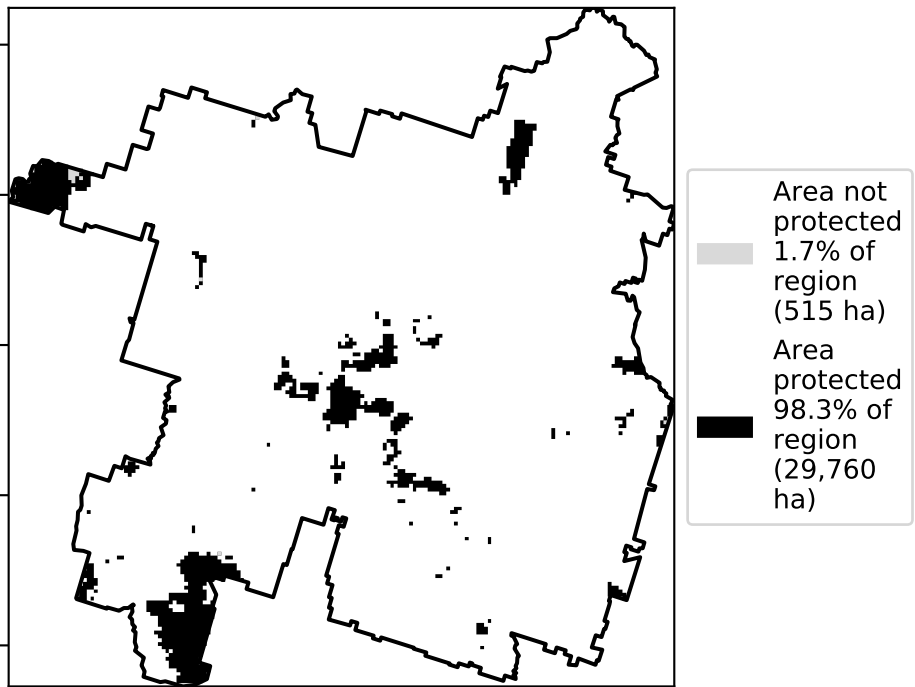 Area not
protected
1.7% of
region
(515 ha)
Area
protected
98.3% of
region
(29,760
ha)